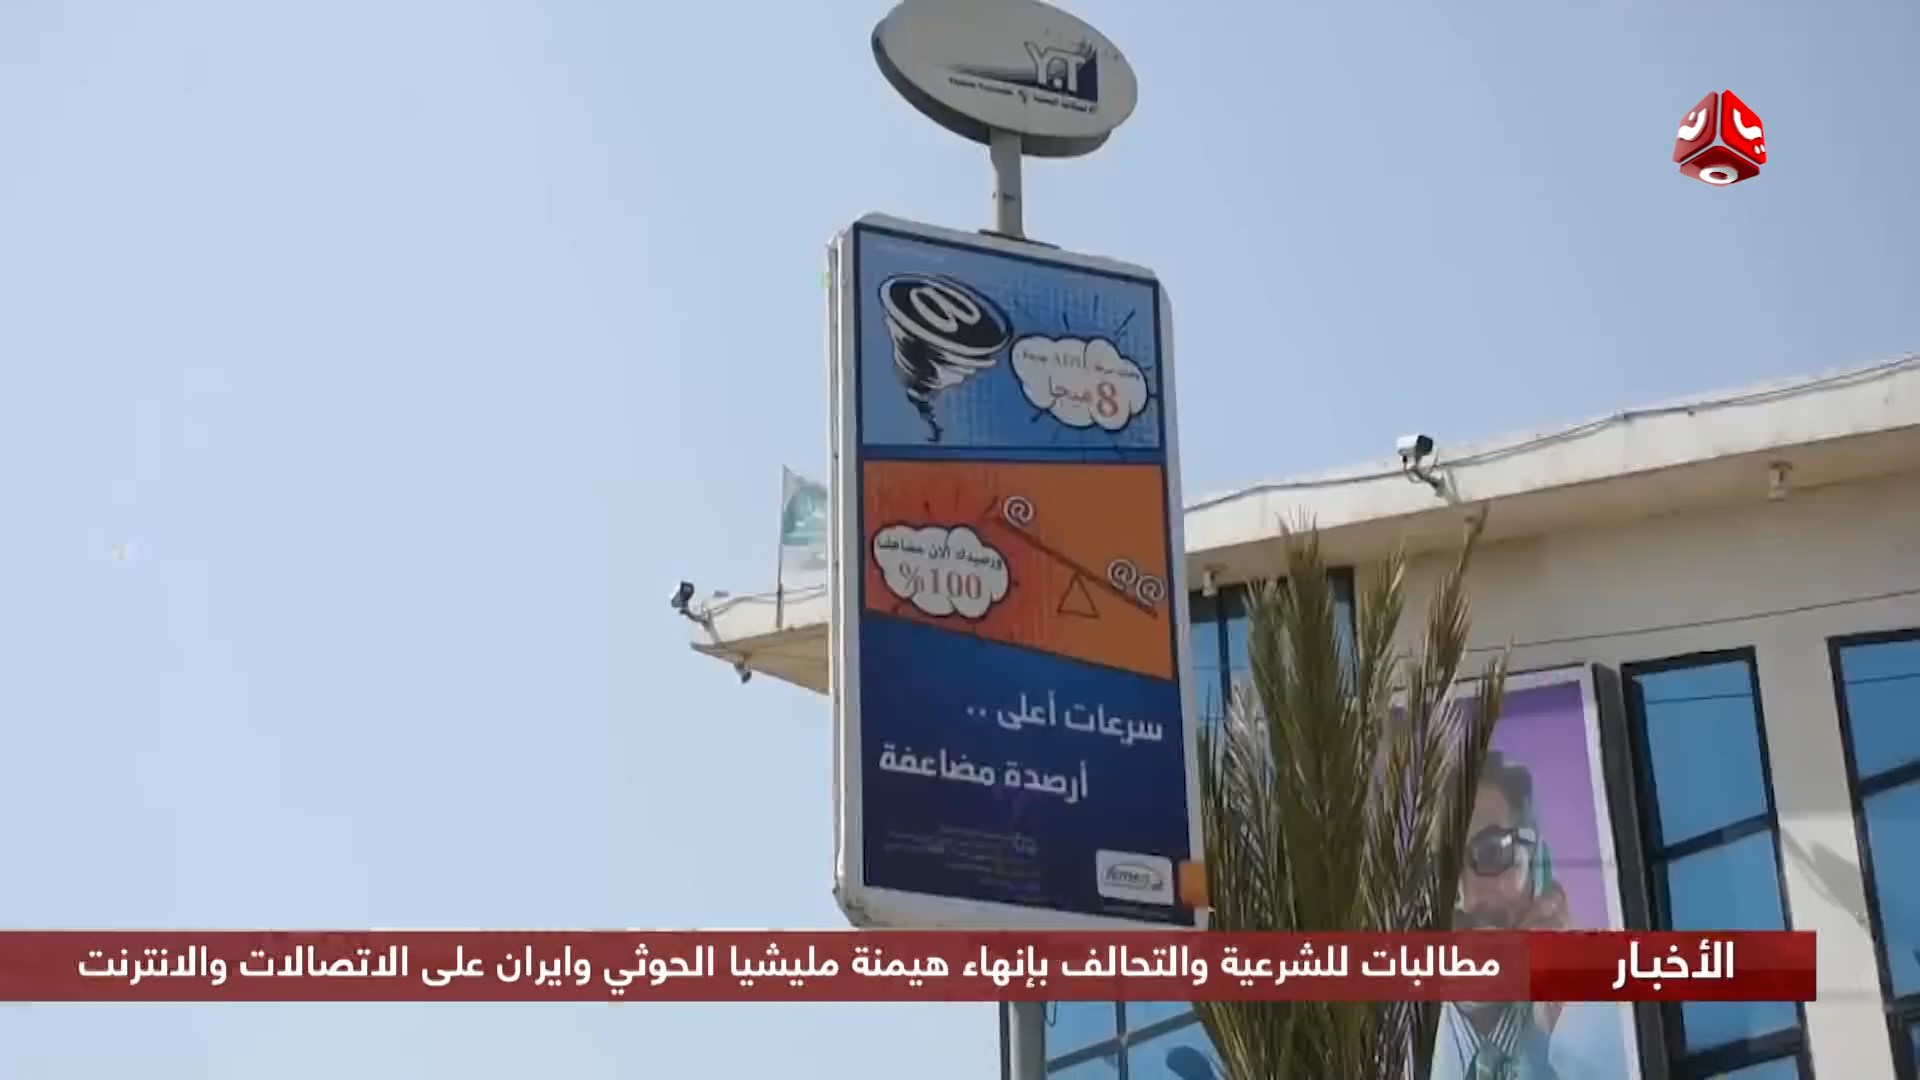 Y.T
8 ميجا
ورصيدك الآن مضاعف
%100
سرعات أعلى ..
أرصدة مضاعفة
الأخبار
مطالبات للشرعية والتحالف بإنهاء هيمنة مليشيا الحوثي وايران على الاتصالات والانترنت